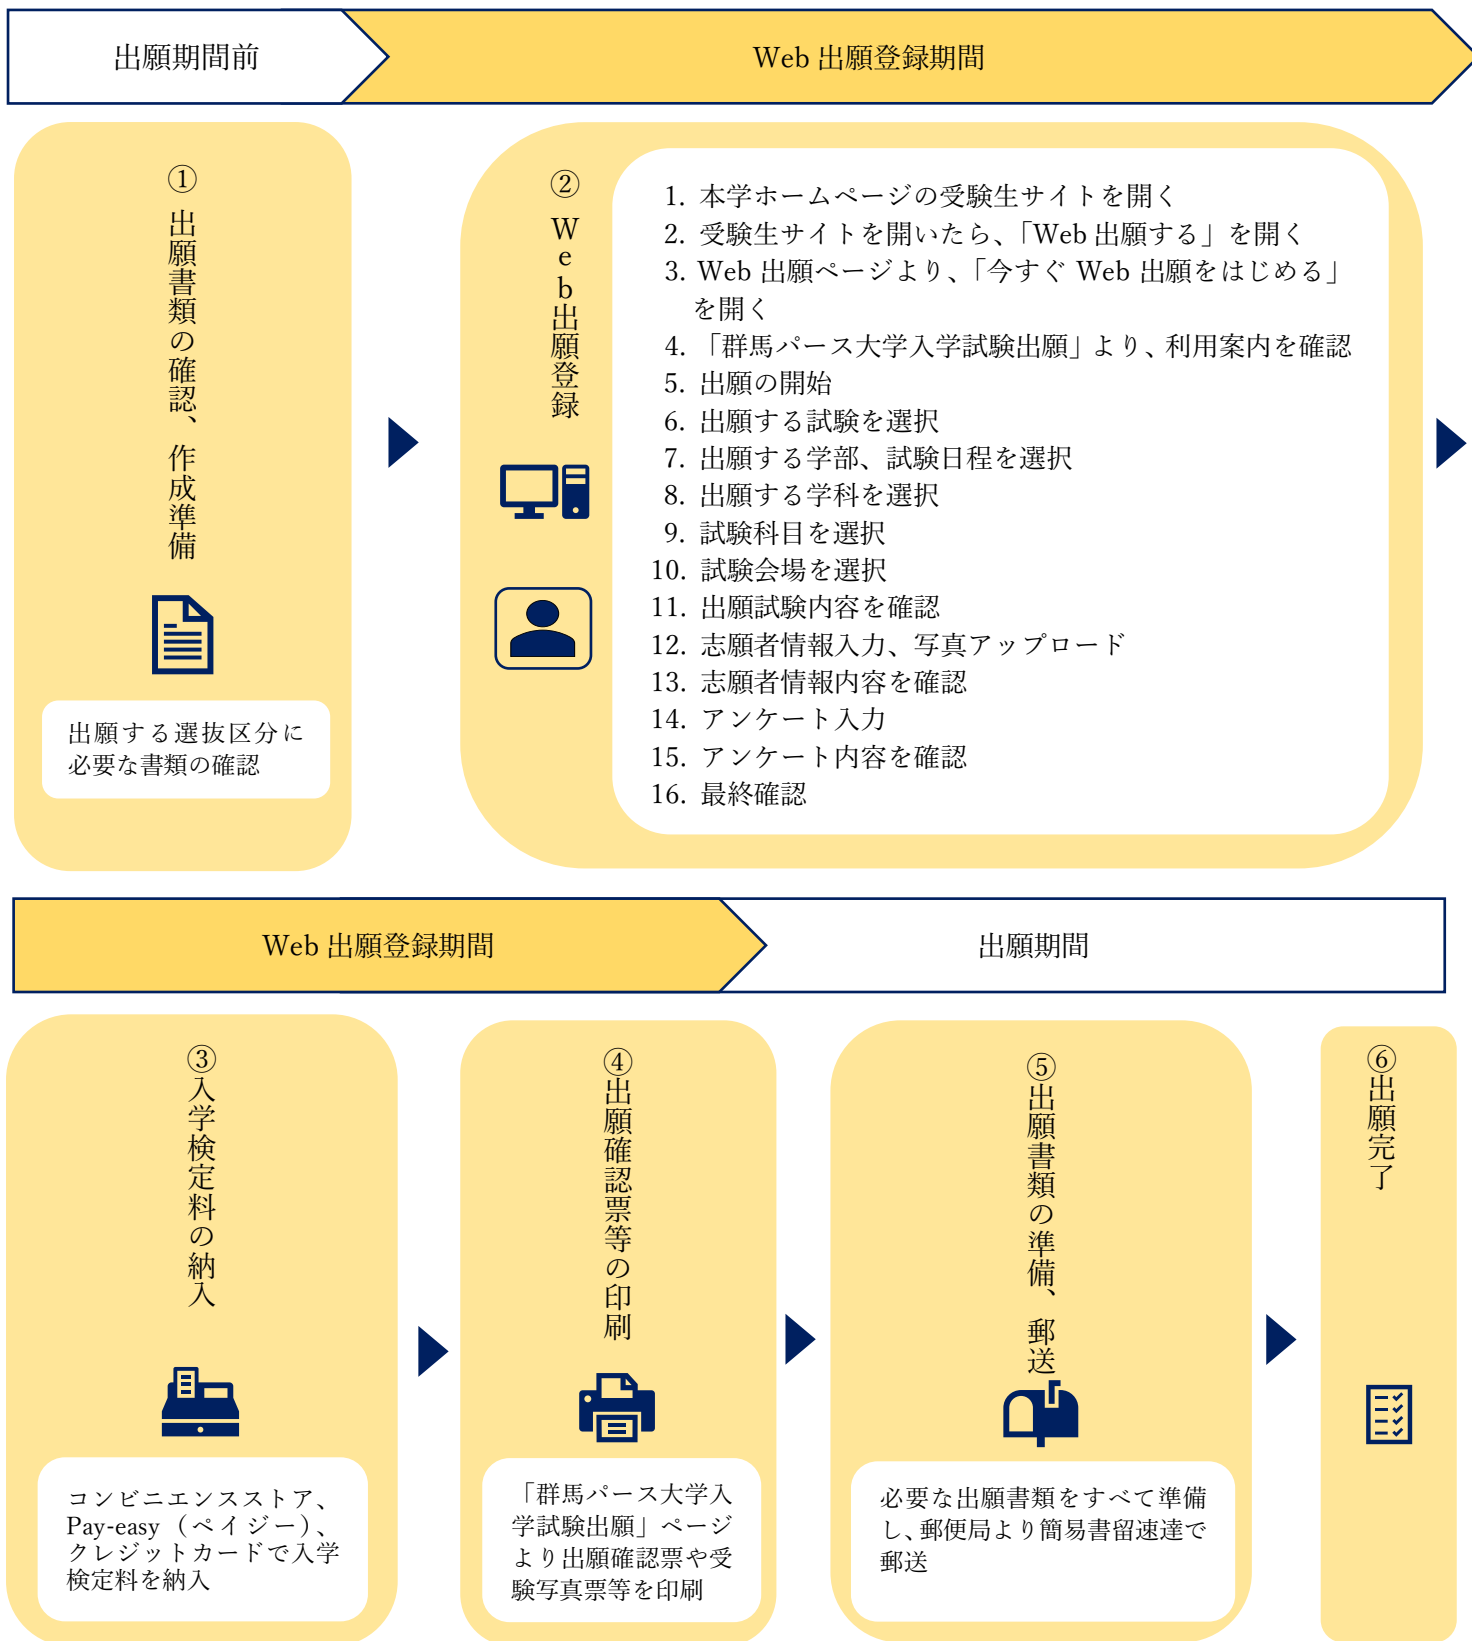 出願期間前
Web 出願登録期間
① 出願書類の確認、作成準備
出願する選抜区分に
必要な書類の確認
② Web出願登録
1. 本学ホームページの受験生サイトを開く
2. 受験生サイトを開いたら、「Web 出願する」を開く
3. Web 出願ページより、「今すぐ Web 出願をはじめる」
を開く
4. 「群馬パース大学入学試験出願」より、利用案内を確認
5. 出願の開始
6. 出願する試験を選択
7. 出願する学部、試験日程を選択
8. 出願する学科を選択
9. 試験科目を選択
10. 試験会場を選択
11. 出願試験内容を確認
12. 志願者情報入力、写真アップロード
13. 志願者情報内容を確認
14. アンケート入力
15. アンケート内容を確認
16. 最終確認
Web 出願登録期間
出願期間
③入学検定料の納入
コンビニエンスストア、
Pay-easy（ペイジー）、
クレジットカードで入学
検定料を納入
④出願確認票等の印刷
「群馬パース大学入
学試験出願」ページ
より出願確認票や受
験写真票等を印刷
⑤出願書類の準備、郵送
必要な出願書類をすべて準備
し、郵便局より簡易書留速達で
郵送
⑥出願完了